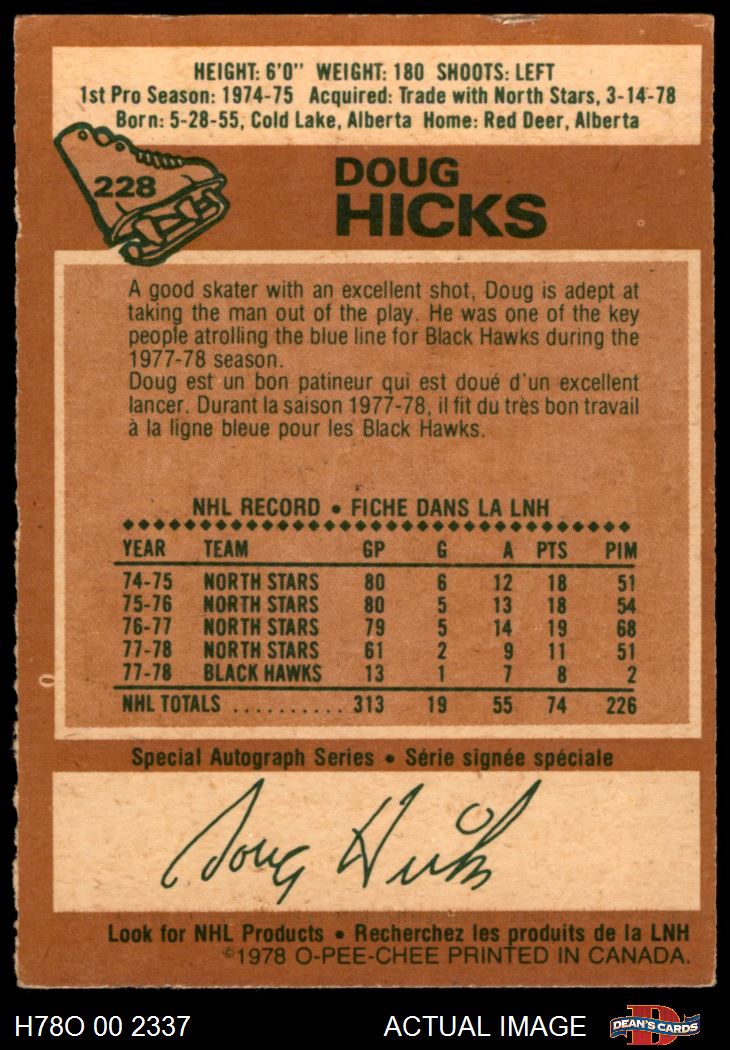 HEIGHT: 6'0" WEIGHT: 180 SHOOTS: LEFT
1st Pro Season: 1974-75 Acquired: Trade with North Stars, 3-14-78
Born: 5-28-55, Cold Lake, Alberta Home: Red Deer, Alberta
228
DOUG
HICKS
A good skater with an excellent shot, Doug is adept at
taking the man out of the play. He was one of the key
people atrolling the blue line for Black Hawks during the
1977-78 season.
Doug est un bon patineur qui est doué d'un excellent
lancer. Durant la saison 1977-78, il fit du très bon travail
à la ligne bleue pour les Black Hawks.
NHL RECORD • FICHE DANS LA LNH
YEAR TEAM GP G A PTS PIM
74-75 NORTH STARS 80 6 12 18 51
75-76 NORTH STARS 80 5 13 18 54
76-77 NORTH STARS 79 5 14 19 68
77-78 NORTH STARS 61 2 9 11 51
77-78 BLACK HAWKS 13 1 7 8 2
NHL TOTALS .......... 313 19 55 74 226
Special Autograph Series • Série signée spéciale
Doug Hicks
Look for NHL Products • Recherchez les produits de la LNH
©1978 O-PEE-CHEE PRINTED IN CANADA.
H78O 00 2337 ACTUAL IMAGE D DEAN'S CARDS